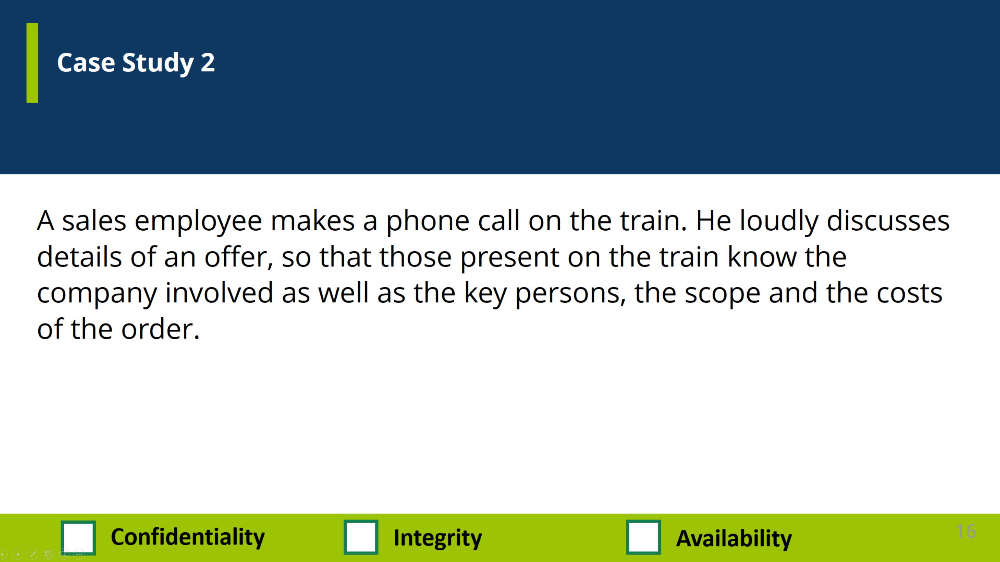 Case Study 2
A sales employee makes a phone call on the train. He loudly discusses
details of an offer, so that those present on the train know the
company involved as well as the key persons, the scope and the costs
of the order.
Confidentiality
Integrity
Availability
16